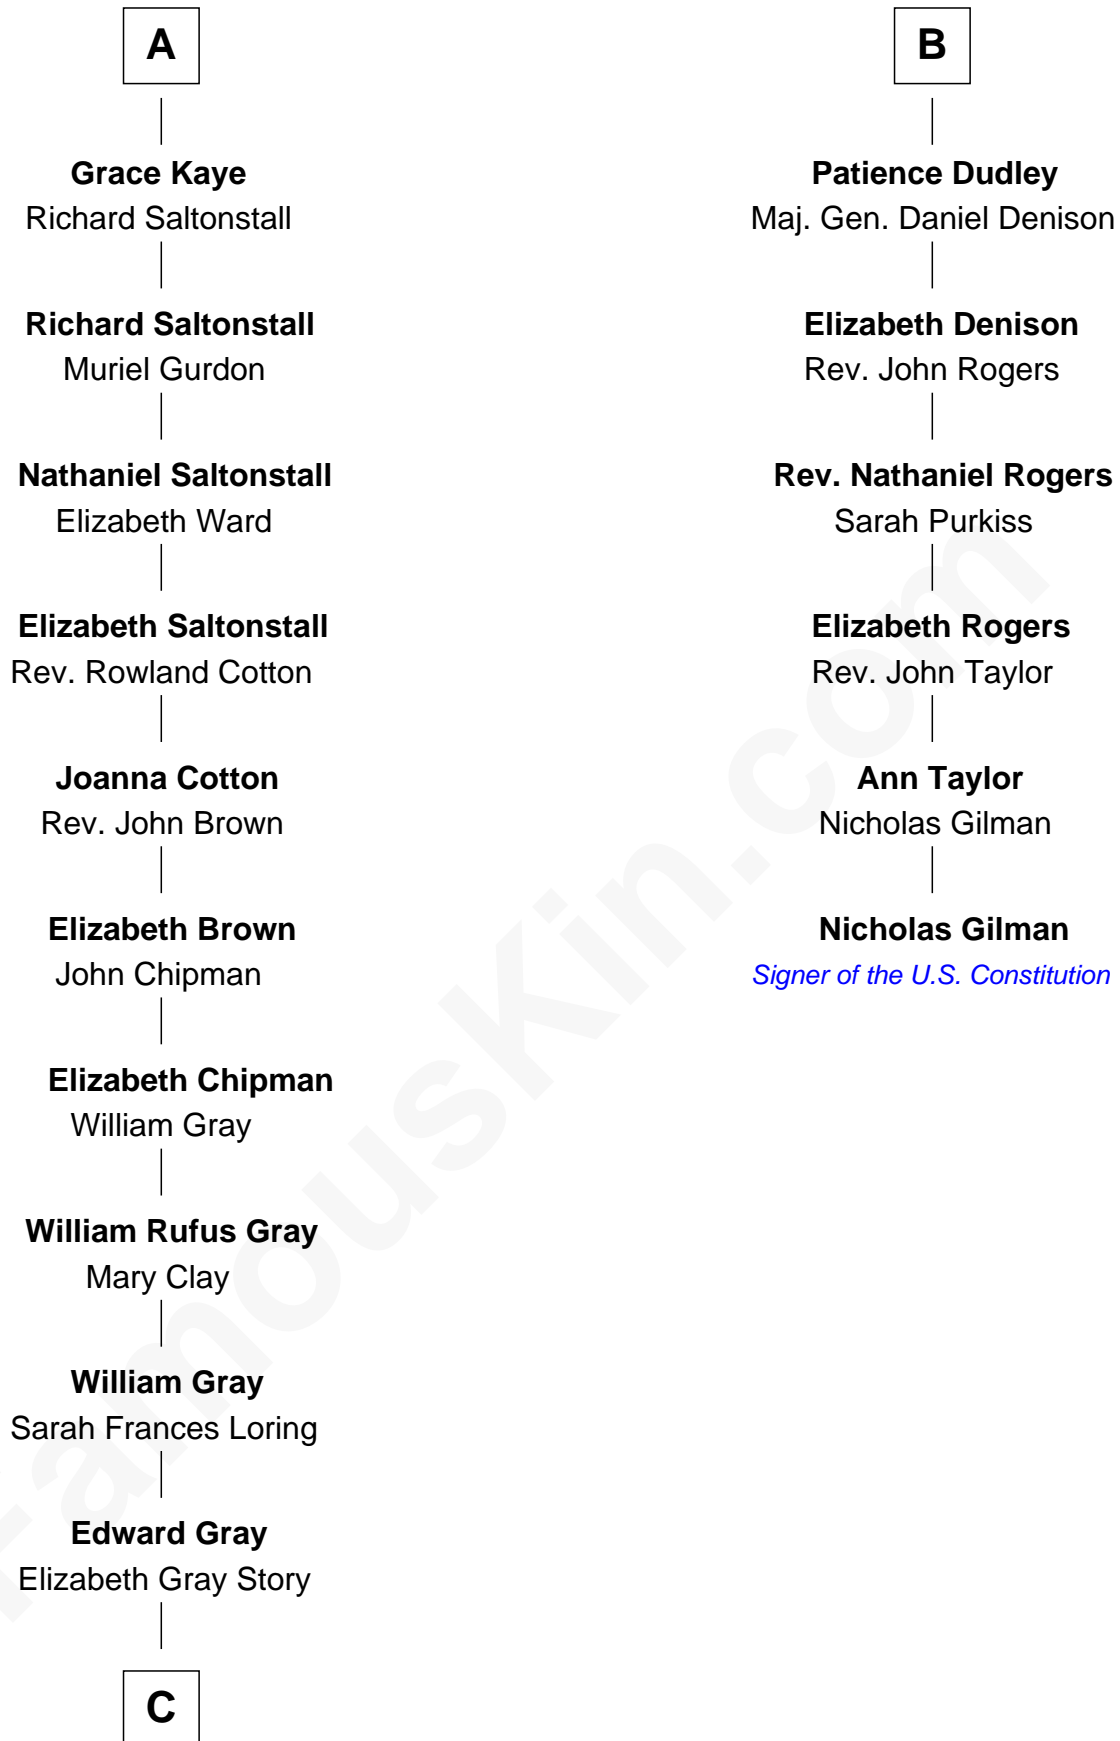 A
Grace Kaye
Richard Saltonstall
Richard Saltonstall
Muriel Gurdon
Nathaniel Saltonstall
Elizabeth Ward
Elizabeth Saltonstall
Rev. Rowland Cotton
Joanna Cotton
Rev. John Brown
Elizabeth Brown
John Chipman
Elizabeth Chipman
William Gray
William Rufus Gray
Mary Clay
William Gray
Sarah Frances Loring
Edward Gray
Elizabeth Gray Story
C
B
Patience Dudley
Maj. Gen. Daniel Denison
Elizabeth Denison
Rev. John Rogers
Rev. Nathaniel Rogers
Sarah Purkiss
Elizabeth Rogers
Rev. John Taylor
Ann Taylor
Nicholas Gilman
Nicholas Gilman
Signer of the U.S. Constitution
FamousKin.com